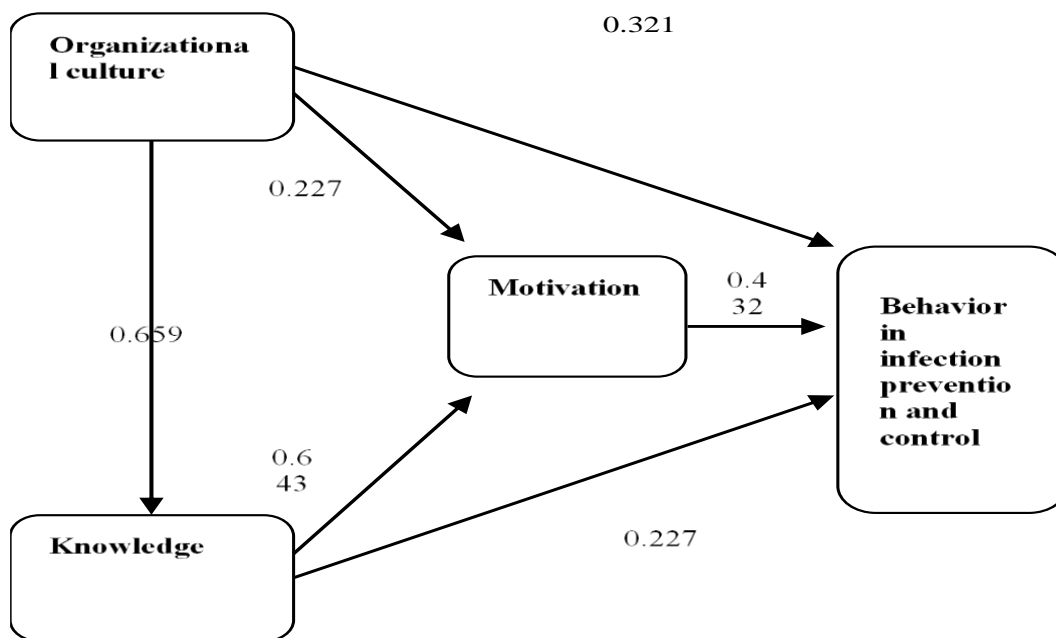 0.321
Organizationa
l culture
0.227
Motivation
0.4
32
Behavior
in
infection
preventio
n and
control
0.659
0.6
43
Knowledge
0.227